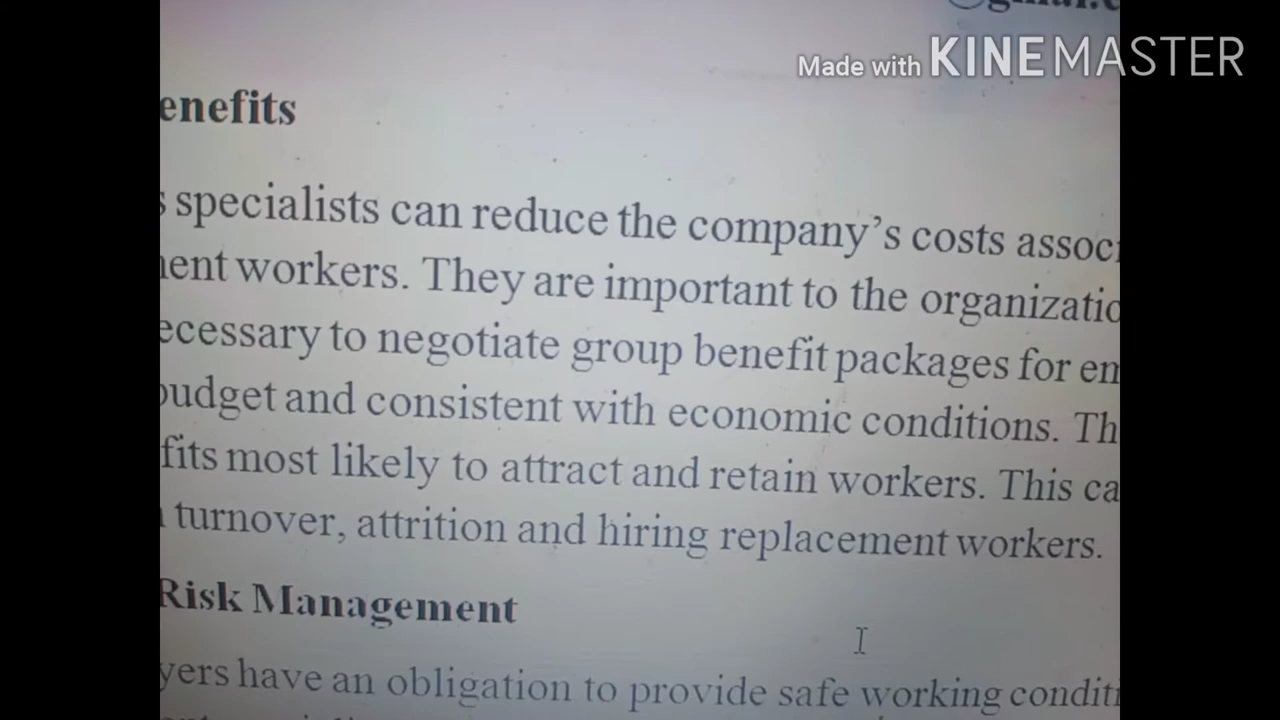 Made with KINEMASTER
enefits
s specialists can reduce the company's costs assoc
ent workers. They are important to the organizatio
ecessary to negotiate group benefit packages for en
budget and consistent with economic conditions. Th
fits most likely to attract and retain workers. This ca
turnover, attrition and hiring replacement workers.
Risk Management
yers have an obligation to provide safe working conditi